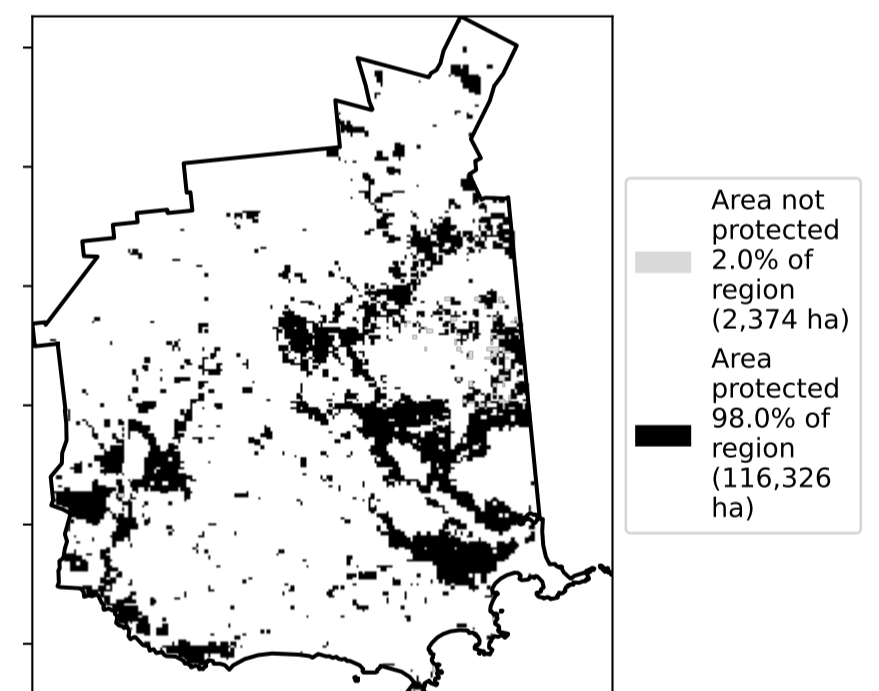 Area not
protected
2.0% of
region
(2,374 ha)
Area
protected
98.0% of
region
(116,326
ha)